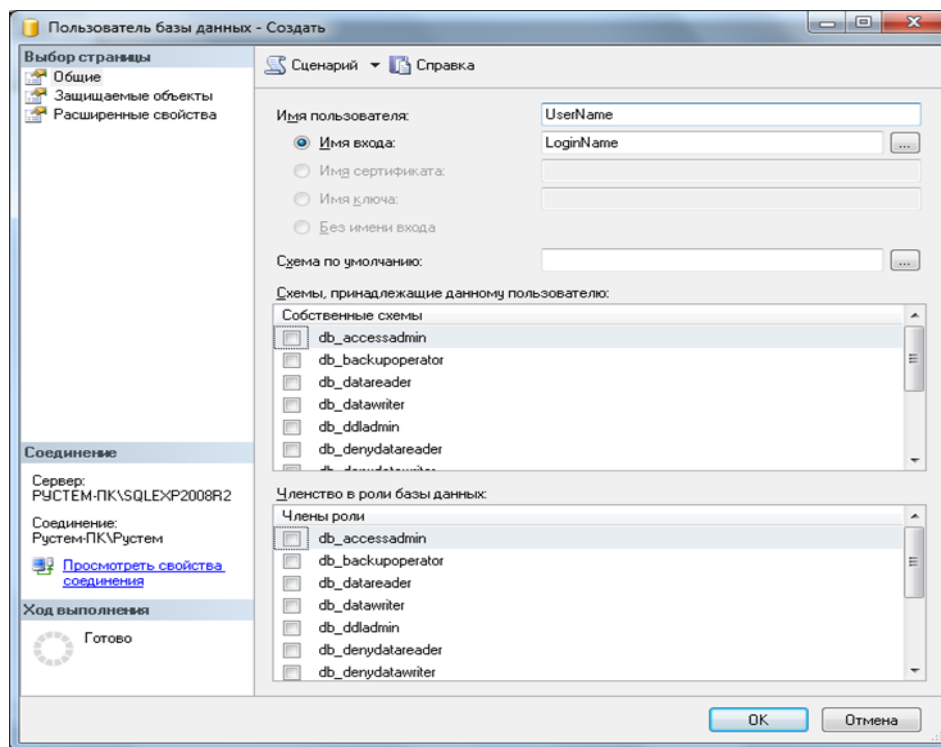 Пользователь базы данных - Создать
Выбор страницы
Общие
Защищаемые объекты
Расширенные свойства
Сценарий Справка
Имя пользователя: UserName
Имя входа: LoginName ...
Имя сертификата:
Имя ключа:
Без имени входа
Схема по умолчанию: ...
Схемы, принадлежащие данному пользователю:
Собственные схемы
db_accessadmin
db_backupoperator
db_datareader
db_datawriter
db_ddladmin
db_denydatareader
db_denydatawriter
Соединение
Сервер:
РУСТЕМ-ПК\SQLEXP2008R2
Соединение:
Рустем-ПК\Рустем
Просмотреть свойства
соединения
Ход выполнения
Готово
Членство в роли базы данных:
Члены роли
db_accessadmin
db_backupoperator
db_datareader
db_datawriter
db_ddladmin
db_denydatareader
db_denydatawriter
OK Отмена